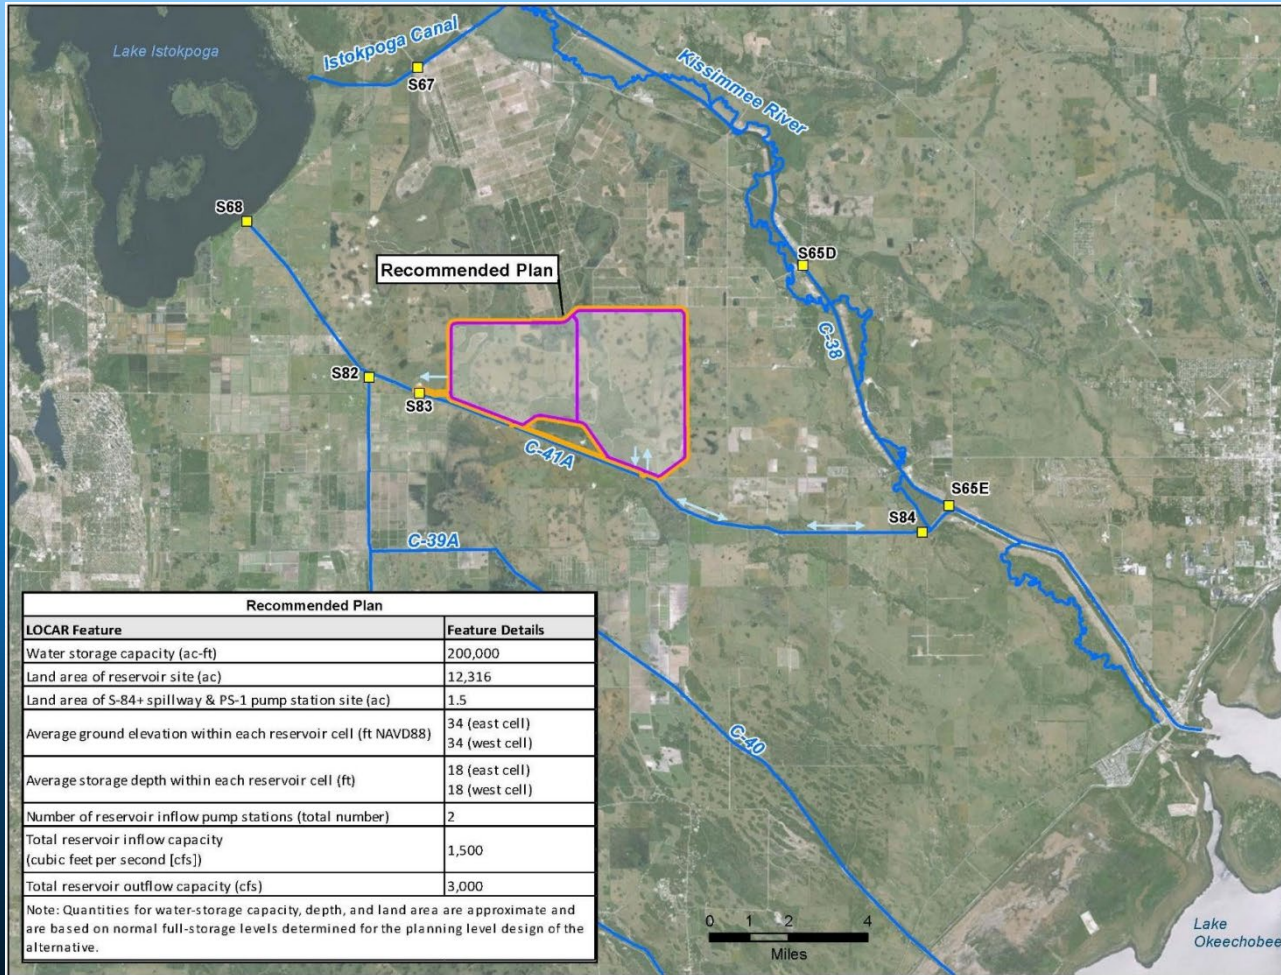 Lake Istokpoga
Istokpoga Canal
S67
Kissimmee River
S68
S65D
Recommended Plan
C-38
S82
S83
C-41A
S65E
S84
C-39A
Recommended Plan
LOCAR Feature Feature Details
Water storage capacity (ac-ft) 200,000
Land area of reservoir site (ac) 12,316
Land area of S-84+ spillway & PS-1 pump station site (ac) 1.5
Average ground elevation within each reservoir cell (ft NAVD88) 34 (east cell)
34 (west cell)
Average storage depth within each reservoir cell (ft) 18 (east cell)
18 (west cell)
Number of reservoir inflow pump stations (total number) 2
Total reservoir inflow capacity
(cubic feet per second [cfs]) 1,500
Total reservoir outflow capacity (cfs) 3,000
Note: Quantities for water-storage capacity, depth, and land area are approximate and
are based on normal full-storage levels determined for the planning level design of the
alternative.
C-40
0 1 2 4
Miles
Lake
Okeechobee